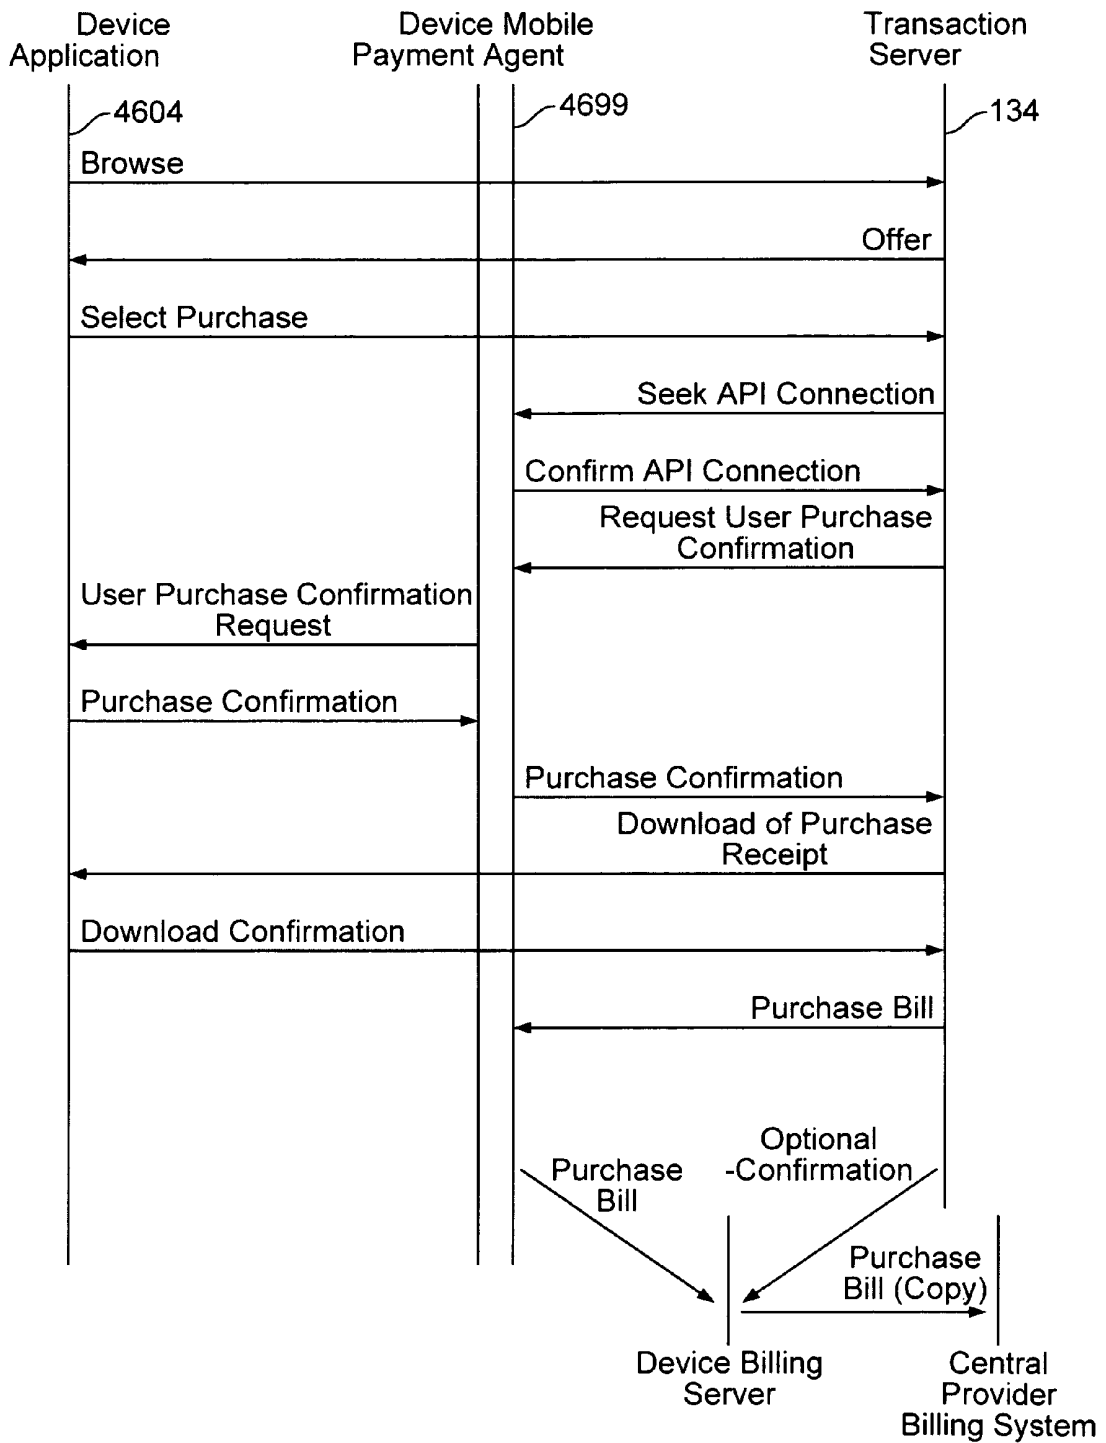 Device
Application
Device Mobile
Payment Agent
Transaction
Server
4604
4699
134
Browse
Offer
Select Purchase
Seek API Connection
Confirm API Connection
Request User Purchase
Confirmation
User Purchase Confirmation
Request
Purchase Confirmation
Purchase Confirmation
Download of Purchase
Receipt
Download Confirmation
Purchase Bill
Purchase
Bill
Optional
-Confirmation
Purchase
Bill (Copy)
Device Billing
Server
Central
Provider
Billing System